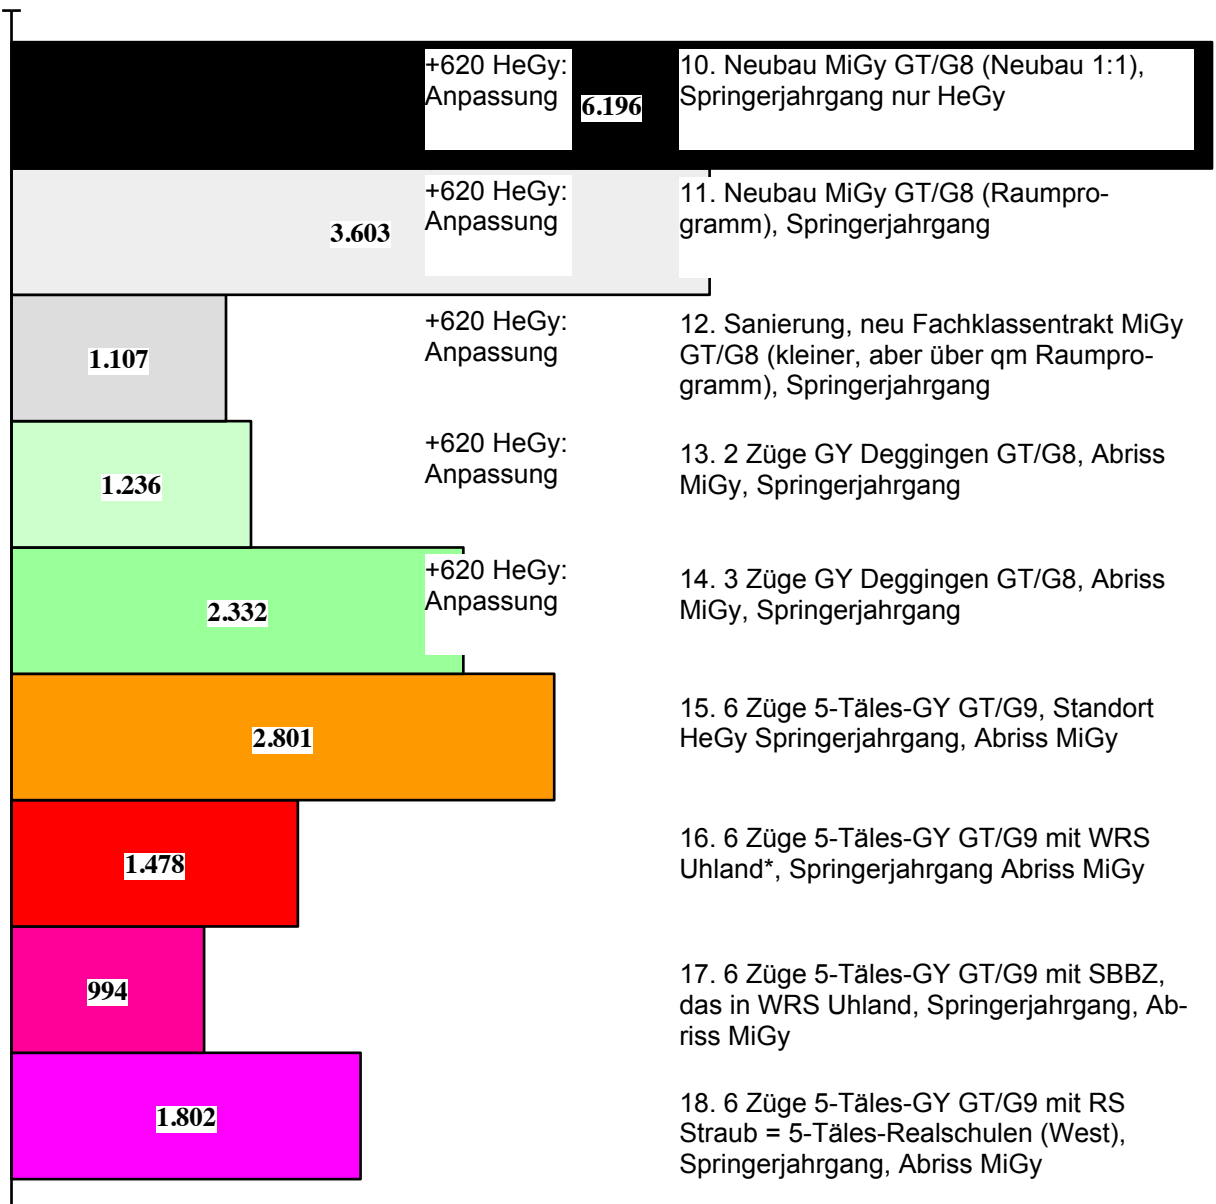 +620 HeGy:
Anpassung
6.196
10. Neubau MiGy GT/G8 (Neubau 1:1),
Springerjahrgang nur HeGy
+620 HeGy:
Anpassung
3.603
11. Neubau MiGy GT/G8 (Raumpro-
gramm), Springerjahrgang
+620 HeGy:
Anpassung
1.107
12. Sanierung, neu Fachklassentrakt MiGy
GT/G8 (kleiner, aber über qm Raumpro-
gramm), Springerjahrgang
+620 HeGy:
Anpassung
1.236
13. 2 Züge GY Deggingen GT/G8, Abriss
MiGy, Springerjahrgang
+620 HeGy:
Anpassung
2.332
14. 3 Züge GY Deggingen GT/G8, Abriss
MiGy, Springerjahrgang
2.801
15. 6 Züge 5-Täles-GY GT/G9, Standort
HeGy Springerjahrgang, Abriss MiGy
1.478
16. 6 Züge 5-Täles-GY GT/G9 mit WRS
Uhland*, Springerjahrgang Abriss MiGy
994
17. 6 Züge 5-Täles-GY GT/G9 mit SBBZ,
das in WRS Uhland, Springerjahrgang, Ab-
riss MiGy
1.802
18. 6 Züge 5-Täles-GY GT/G9 mit RS
Straub = 5-Täles-Realschulen (West),
Springerjahrgang, Abriss MiGy